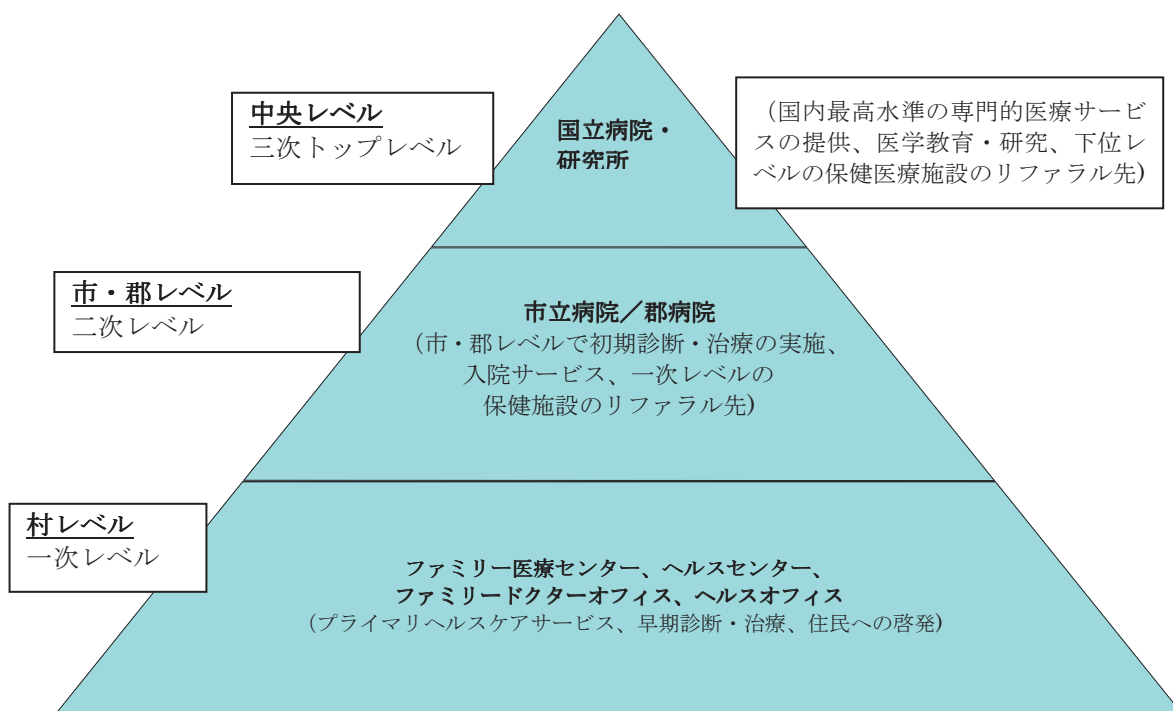 中央レベル
三次トップレベル
国立病院・
研究所
（国内最高水準の専門的医療サービ
スの提供、医学教育・研究、下位レ
ベルの保健医療施設のリファラル先)
市・郡レベル
二次レベル
市立病院／郡病院
（市・郡レベルで初期診断・治療の実施、
入院サービス、一次レベルの
保健施設のリファラル先)
村レベル
一次レベル
ファミリー医療センター、ヘルスセンター、
ファミリードクターオフィス、ヘルスオフィス
（プライマリヘルスケアサービス、早期診断・治療、住民への啓発)